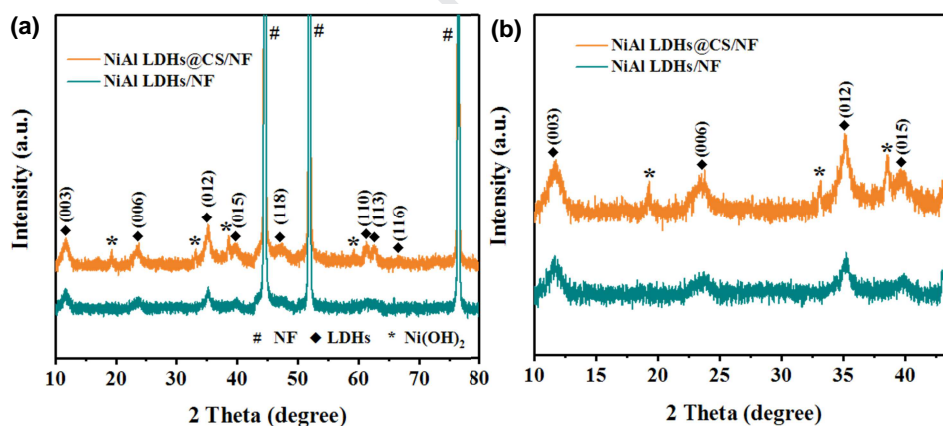 (a)
# # #
NiAl LDHs@CS/NF
NiAl LDHs/NF
Intensity (a.u.)
(003)
*
(006)
*
(012)
*
(015)
(118)
*
(110)
(113)
(116)
# NF ◆ LDHs * Ni(OH)₂
10 20 30 40 50 60 70 80
2 Theta (degree)
(b)
NiAl LDHs@CS/NF
NiAl LDHs/NF
Intensity (a.u.)
(003)
*
(006)
*
(012)
*
(015)
10 15 20 25 30 35 40
2 Theta (degree)